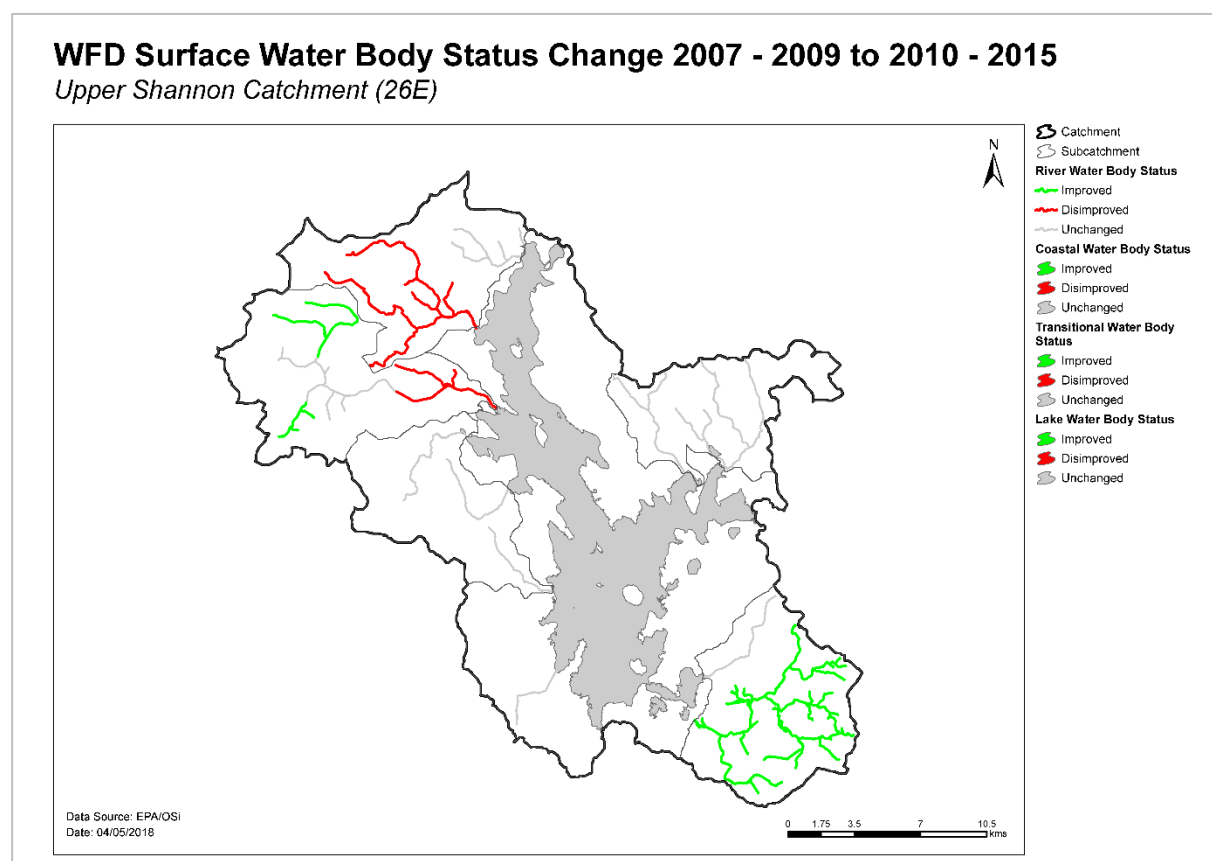 WFD Surface Water Body Status Change 2007 - 2009 to 2010 - 2015
Upper Shannon Catchment (26E)
N
Catchment
Subcatchment
River Water Body Status
Improved
Disimproved
Unchanged
Coastal Water Body Status
Improved
Disimproved
Unchanged
Transitional Water Body
Status
Improved
Disimproved
Unchanged
Lake Water Body Status
Improved
Disimproved
Unchanged
Data Source: EPA/OSi
Date: 04/05/2018
0 1.75 3.5 7 10.5
kms